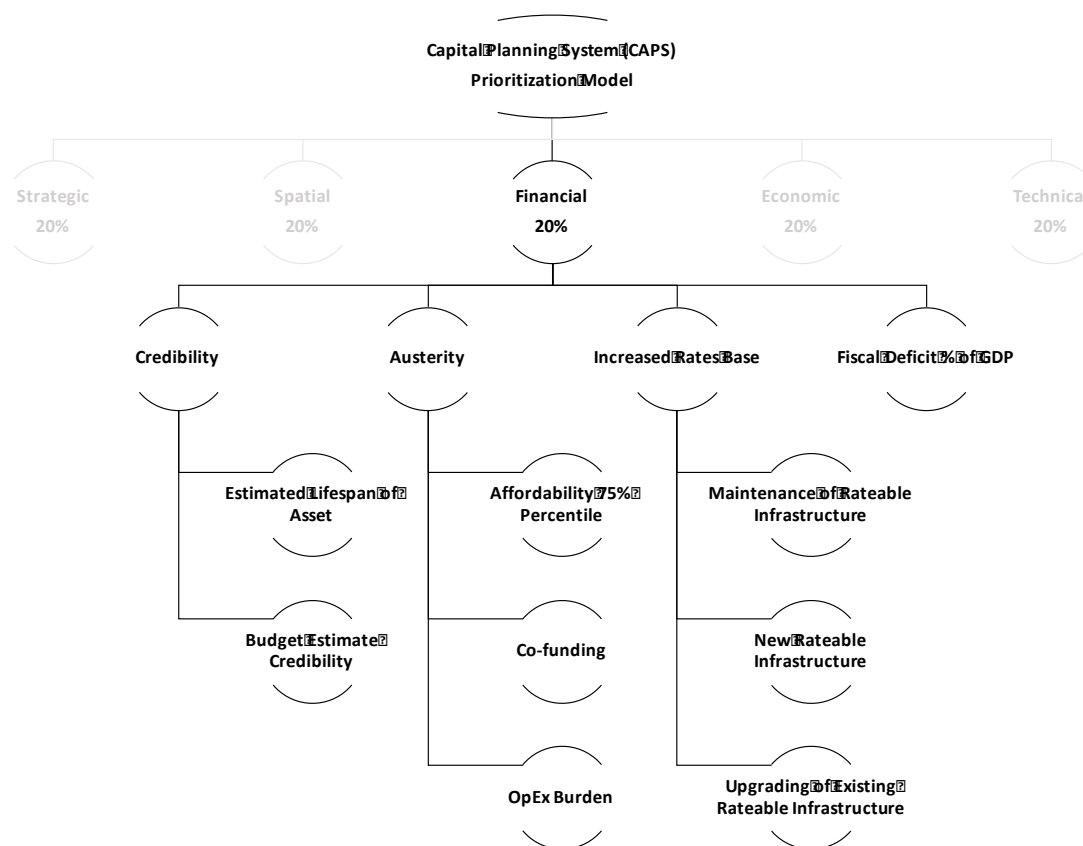 Capital Planning System (CAPS)
Prioritization Model
Strategic
20%
Spatial
20%
Financial
20%
Economic
20%
Technica
20%
Credibility
Austerity
Increased Rates Base
Fiscal Deficit % of GDP
Estimated Lifespan of
Asset
Affordability 75%
Percentile
Maintenance of Rateable
Infrastructure
Budget Estimate
Credibility
Co-funding
New Rateable
Infrastructure
OpEx Burden
Upgrading of Existing
Rateable Infrastructure